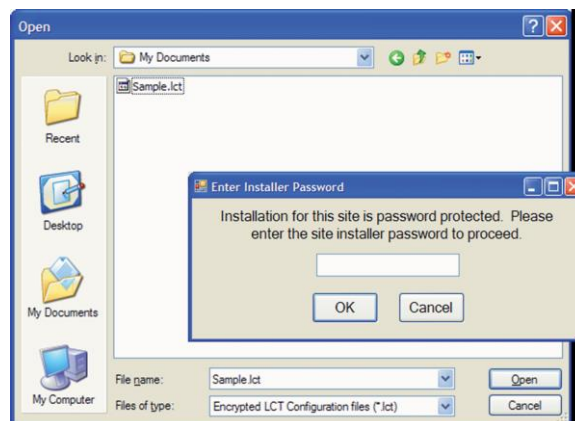 Open
Look in:
My Documents
Sample.lct
Recent
Desktop
My Documents
My Computer
Enter Installer Password
Installation for this site is password protected. Please
enter the site installer password to proceed.
OK
Cancel
File name:
Sample.lct
Open
Files of type:
Encrypted LCT Configuration files (*.lct)
Cancel